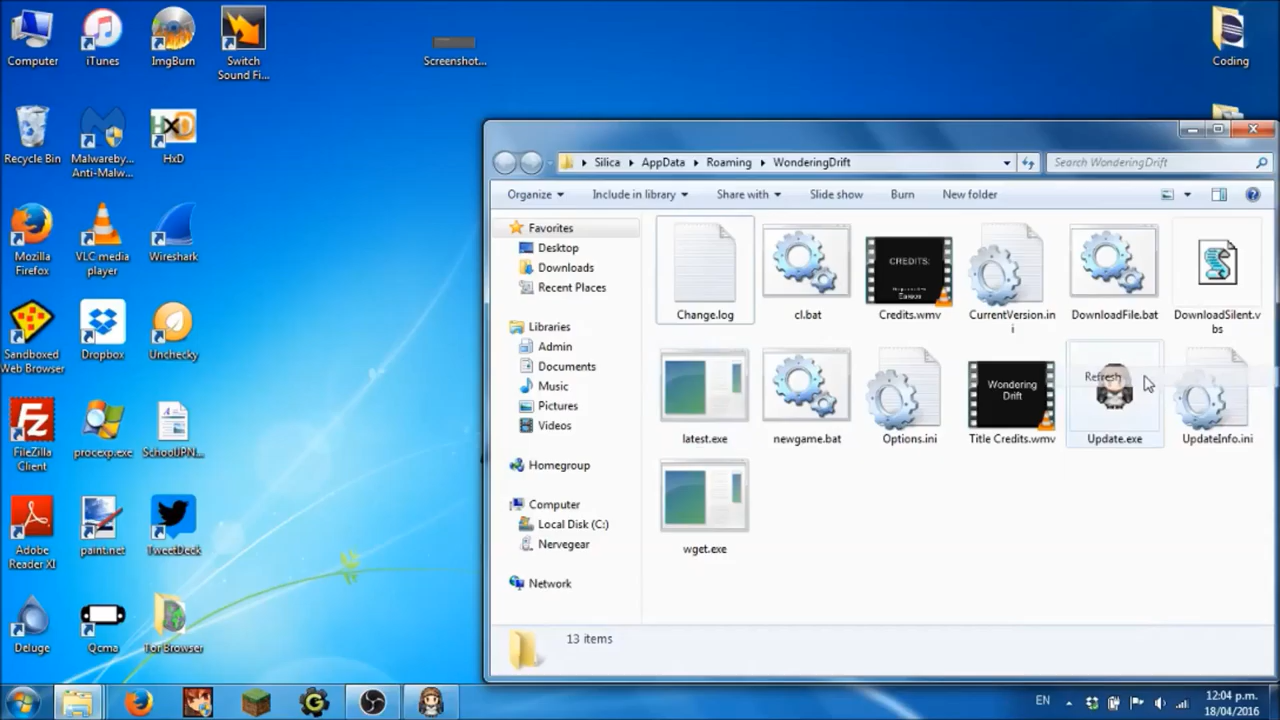 Computer
iTunes
ImgBurn
Switch
Sound Fi...
Screenshot...
Coding
Recycle Bin
Malwareby...
Anti-Malw...
HxD
Mozilla
Firefox
VLC media
player
Wireshark
Sandboxed
Web Browser
Dropbox
Unchecky
FileZilla
Client
procexp.exe
SchoolVPN...
Adobe
Reader XI
paint.net
TweetDeck
Deluge
Qcma
Tor Browser
Silica
AppData
Roaming
WonderingDrift
Search WonderingDrift
Organize
Include in library
Share with
Slide show
Burn
New folder
Favorites
Desktop
Downloads
Recent Places
Libraries
Admin
Documents
Music
Pictures
Videos
Homegroup
Computer
Local Disk (C:)
Nervegear
Network
Change.log
cl.bat
CREDITS:
Credits.wmv
CurrentVersion.in
i
DownloadFile.bat
DownloadSilent.v
bs
latest.exe
newgame.bat
Options.ini
Wondering
Drift
Title Credits.wmv
Refresh
Update.exe
UpdateInfo.ini
wget.exe
13 items
EN
12:04 p.m.
18/04/2016